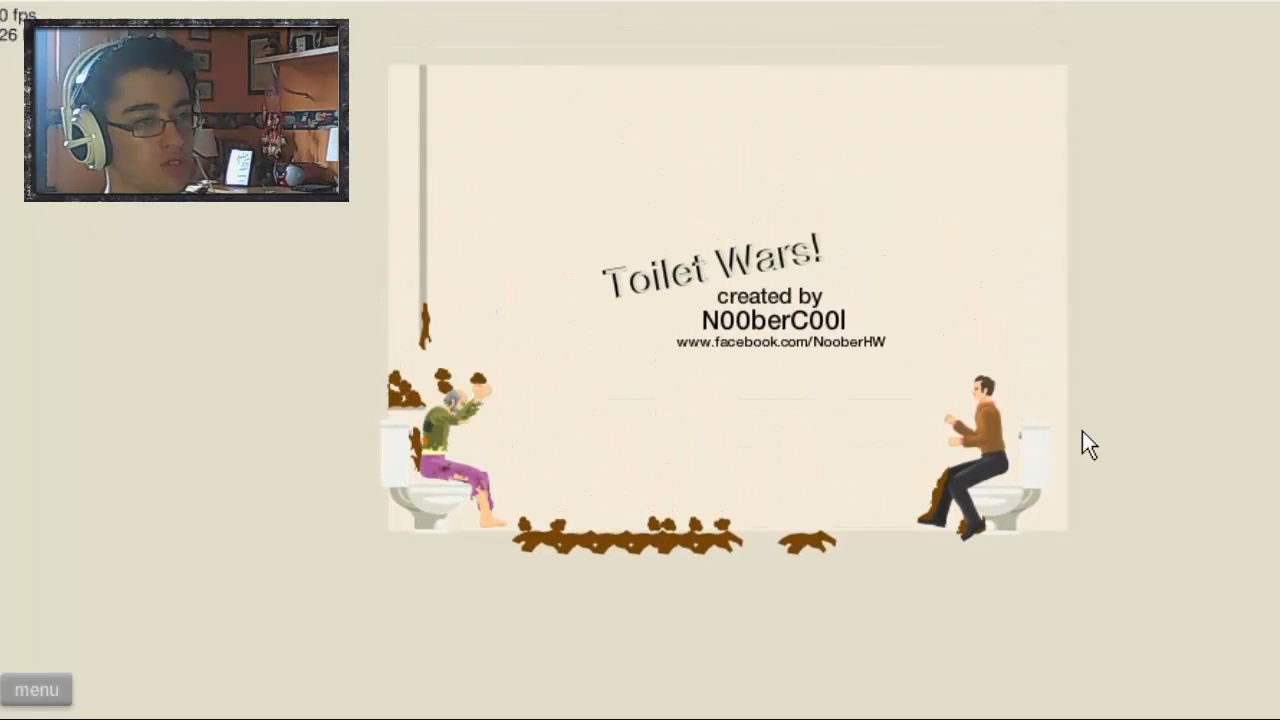 0 fps
26
Toilet Wars!
created by
N00berC00l
www.facebook.com/NooberHW
menu